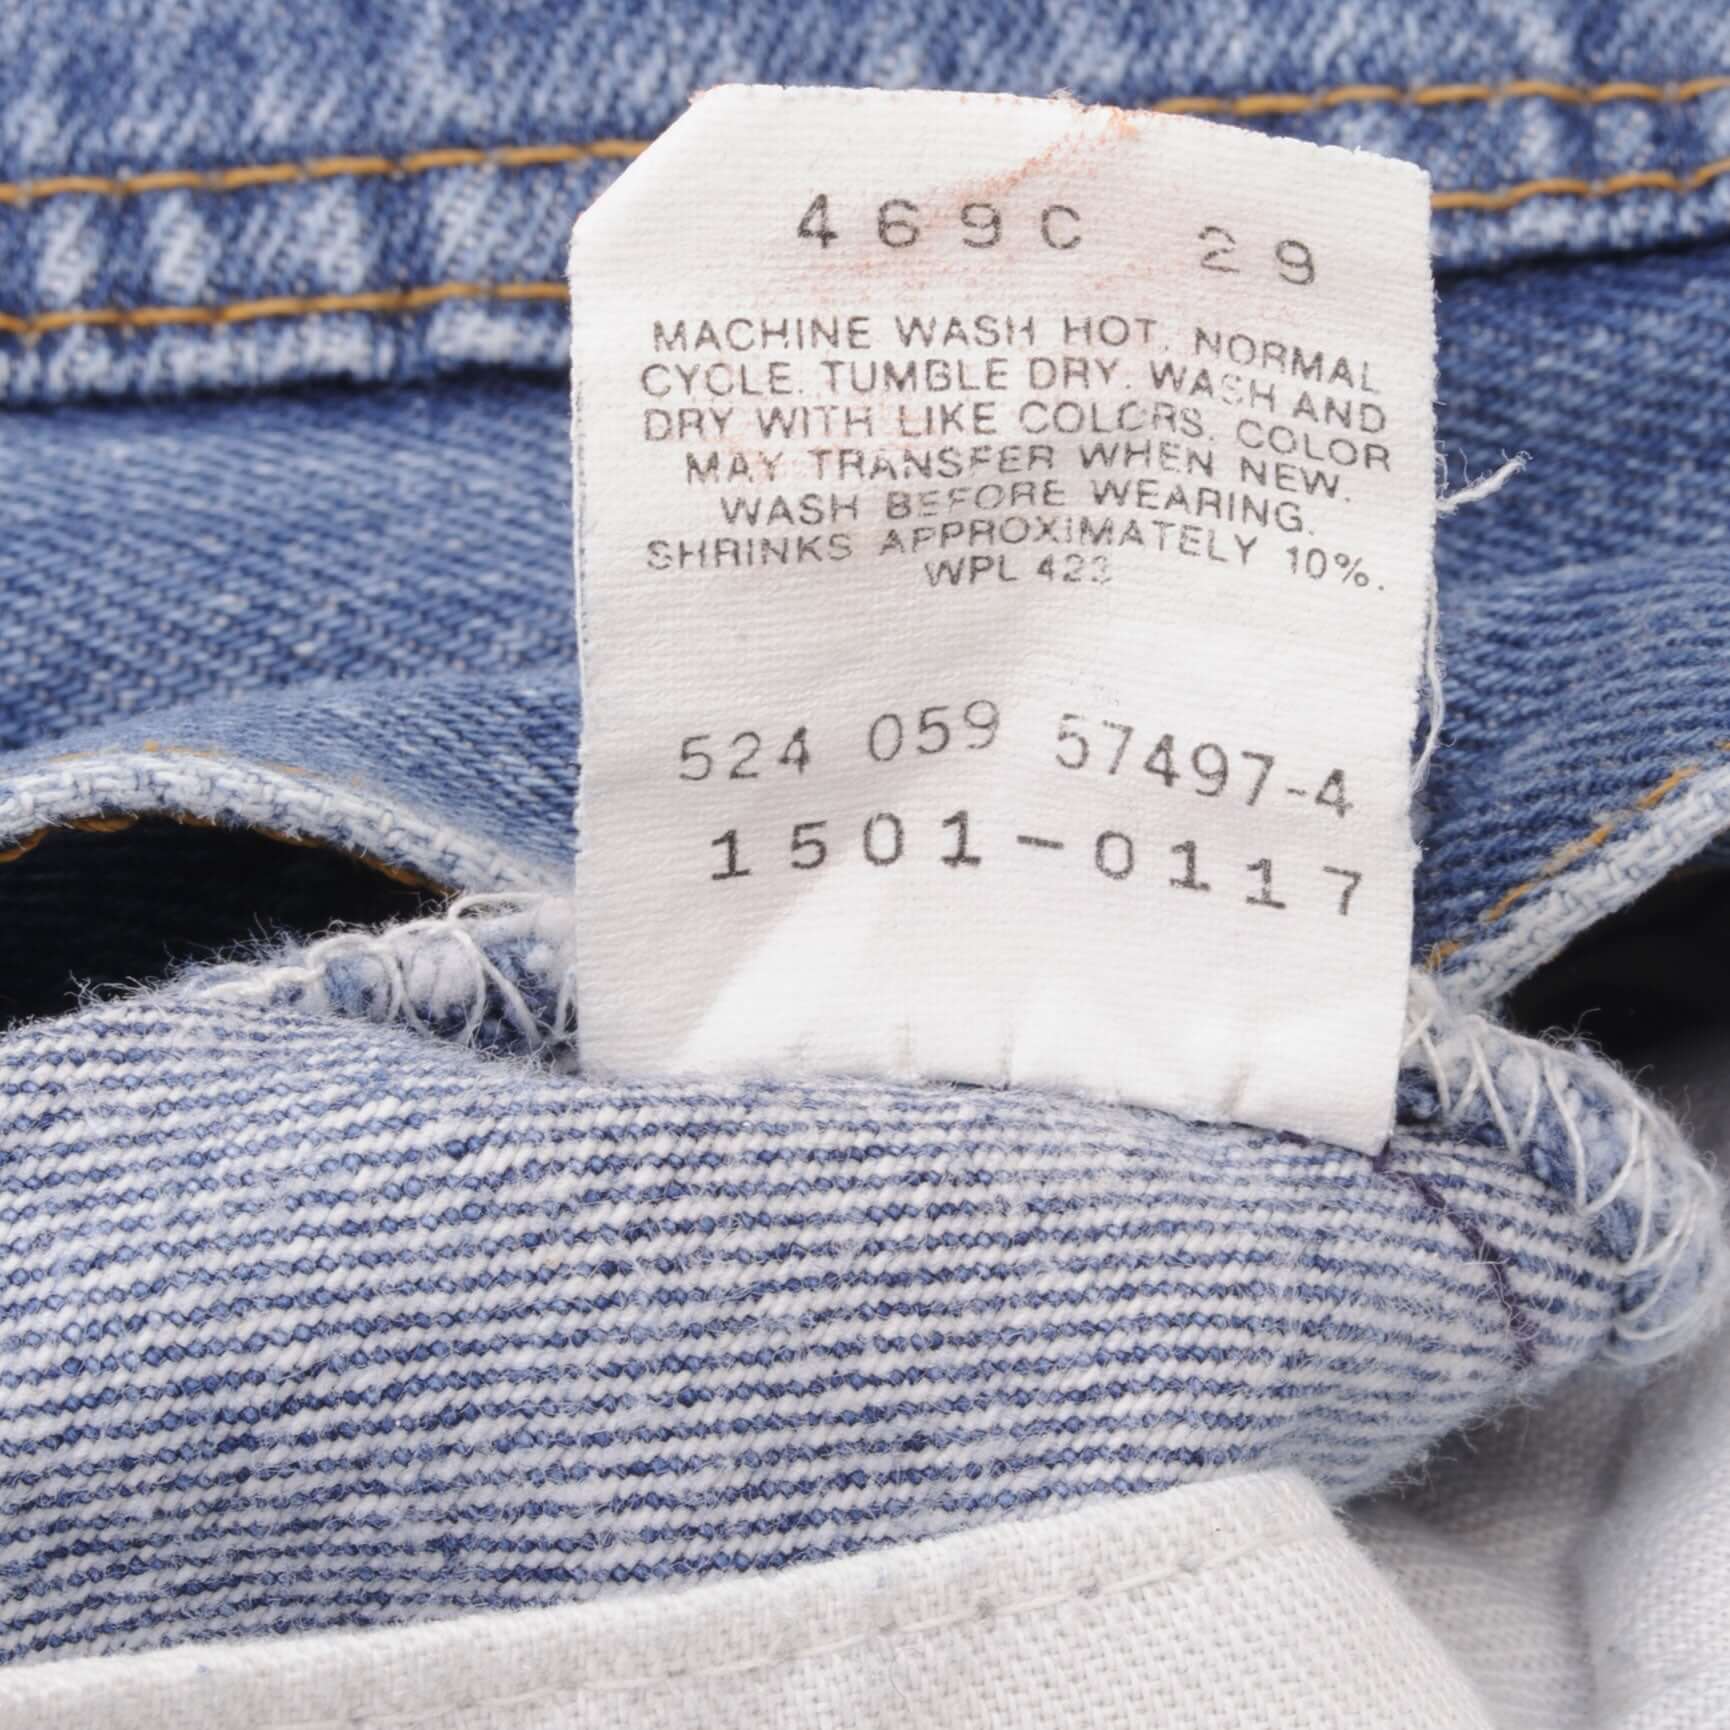 469C 29
MACHINE WASH HOT. NORMAL
CYCLE. TUMBLE DRY. WASH AND
DRY WITH LIKE COLORS. COLOR
MAY TRANSFER WHEN NEW.
WASH BEFORE WEARING.
SHRINKS APPROXIMATELY 10%.
WPL 423
524 059 57497-4
1501-0117